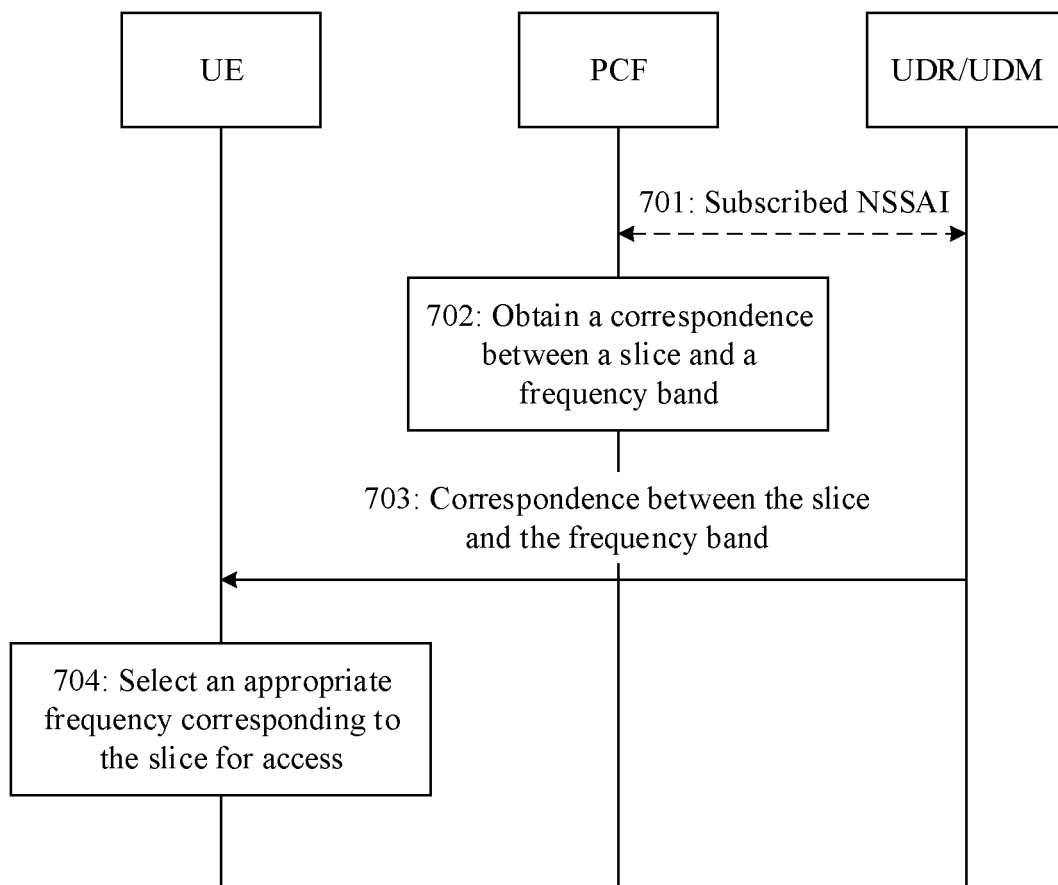 UE
PCF
UDR/UDM
701: Subscribed NSSAI
702: Obtain a correspondence
between a slice and a
frequency band
703: Correspondence between the slice
and the frequency band
704: Select an appropriate
frequency corresponding to
the slice for access